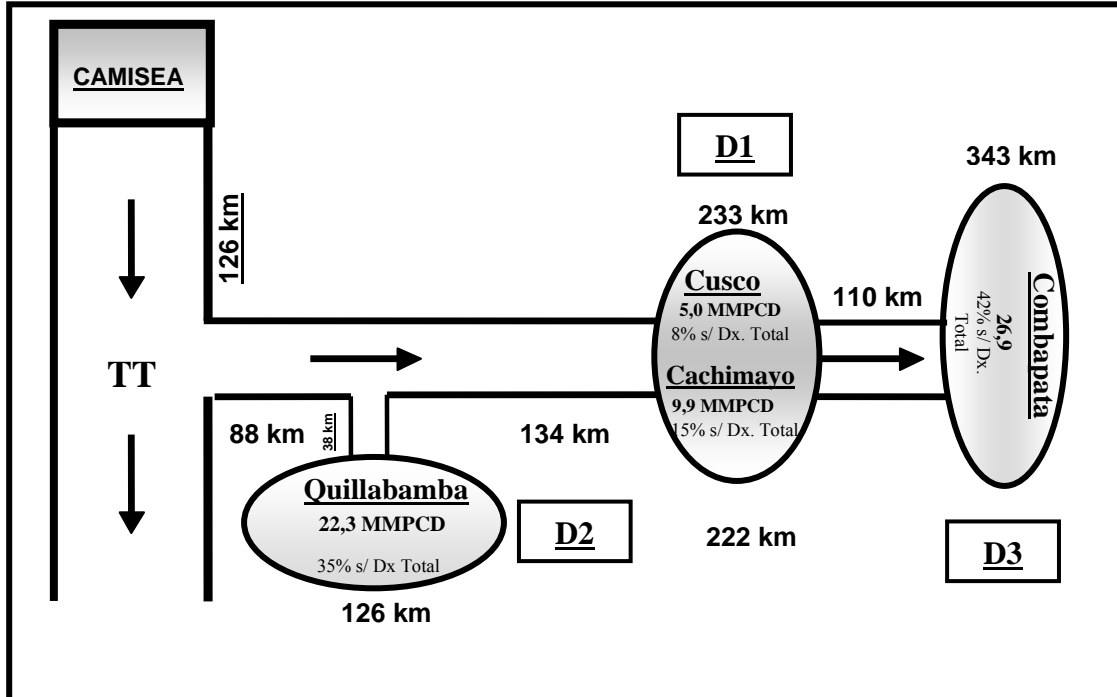 CAMISEA
126 km
TT
D1
233 km
Cusco
5,0 MMPCD
8% s/ Dx. Total
Cachimayo
9,9 MMPCD
15% s/ Dx. Total
222 km
110 km
343 km
Combapata
26,9
42% s/ Dx.
Total
D3
88 km
38 km
134 km
Quillabamba
22,3 MMPCD
35% s/ Dx Total
126 km
D2